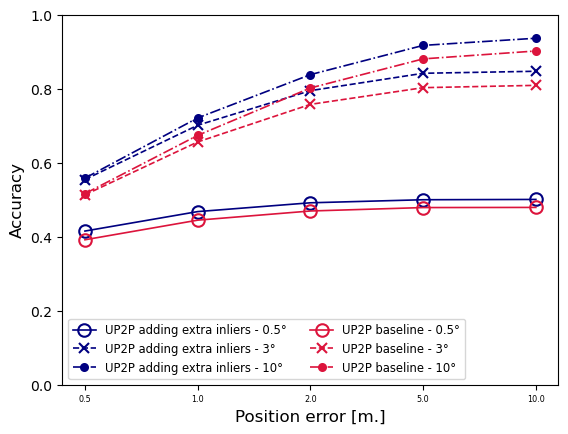 1.0
0.8
0.6
0.4
0.2
0.0
Accuracy
UP2P adding extra inliers - 0.5°
UP2P adding extra inliers - 3°
UP2P adding extra inliers - 10°
UP2P baseline - 0.5°
UP2P baseline - 3°
UP2P baseline - 10°
0.5 1.0 2.0 5.0 10.0
Position error [m.]